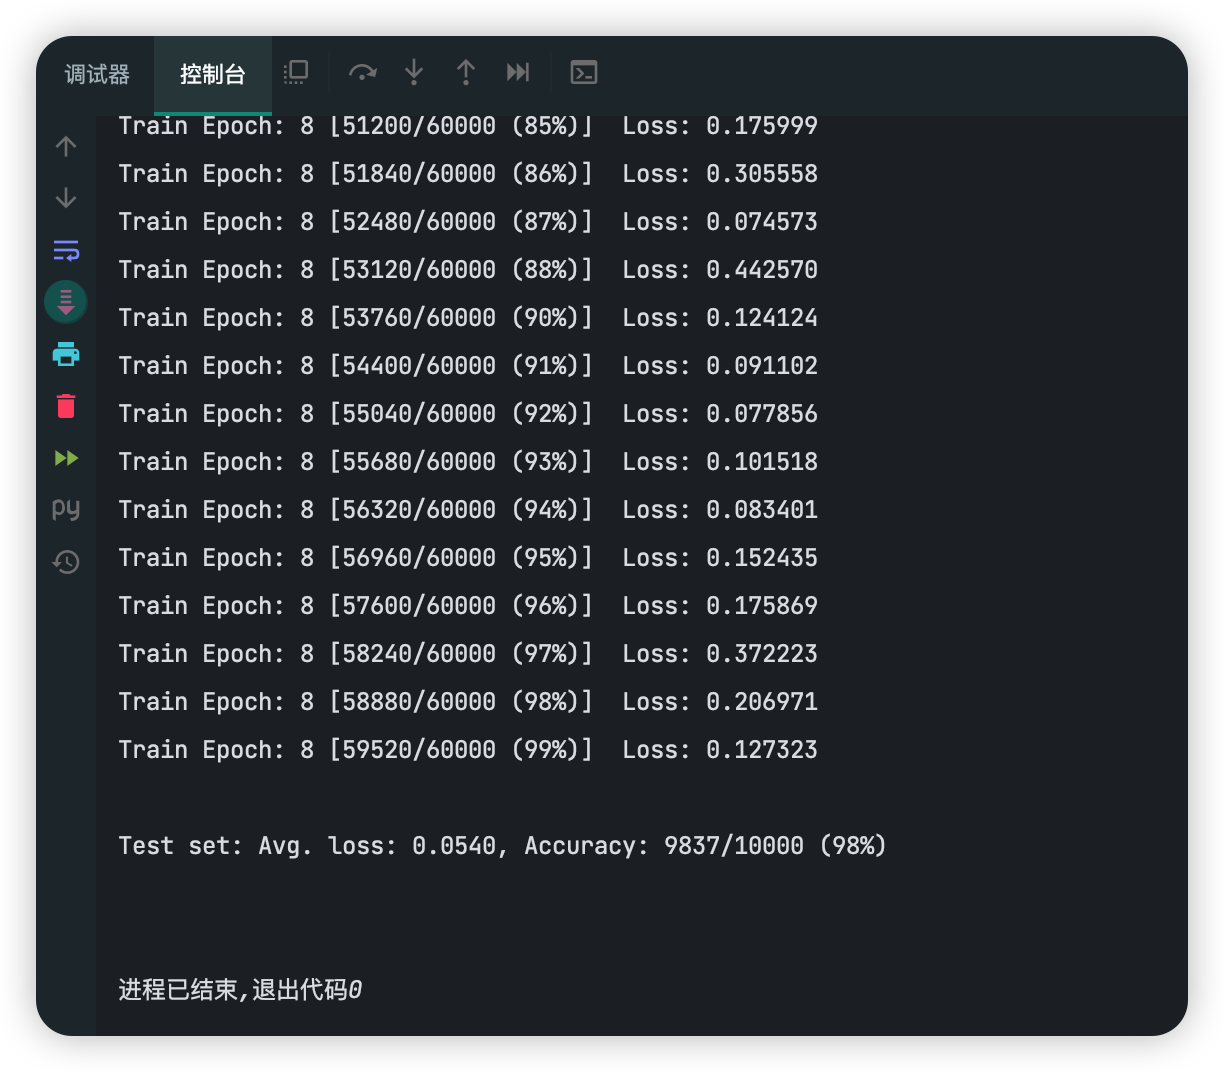 调试器 控制台
Train Epoch: 8 [51200/60000 (85%)]  Loss: 0.175999
Train Epoch: 8 [51840/60000 (86%)]  Loss: 0.305558
Train Epoch: 8 [52480/60000 (87%)]  Loss: 0.074573
Train Epoch: 8 [53120/60000 (88%)]  Loss: 0.442570
Train Epoch: 8 [53760/60000 (90%)]  Loss: 0.124124
Train Epoch: 8 [54400/60000 (91%)]  Loss: 0.091102
Train Epoch: 8 [55040/60000 (92%)]  Loss: 0.077856
Train Epoch: 8 [55680/60000 (93%)]  Loss: 0.101518
Train Epoch: 8 [56320/60000 (94%)]  Loss: 0.083401
Train Epoch: 8 [56960/60000 (95%)]  Loss: 0.152435
Train Epoch: 8 [57600/60000 (96%)]  Loss: 0.175869
Train Epoch: 8 [58240/60000 (97%)]  Loss: 0.372223
Train Epoch: 8 [58880/60000 (98%)]  Loss: 0.206971
Train Epoch: 8 [59520/60000 (99%)]  Loss: 0.127323
Test set: Avg. loss: 0.0540, Accuracy: 9837/10000 (98%)
进程已结束,退出代码0
py